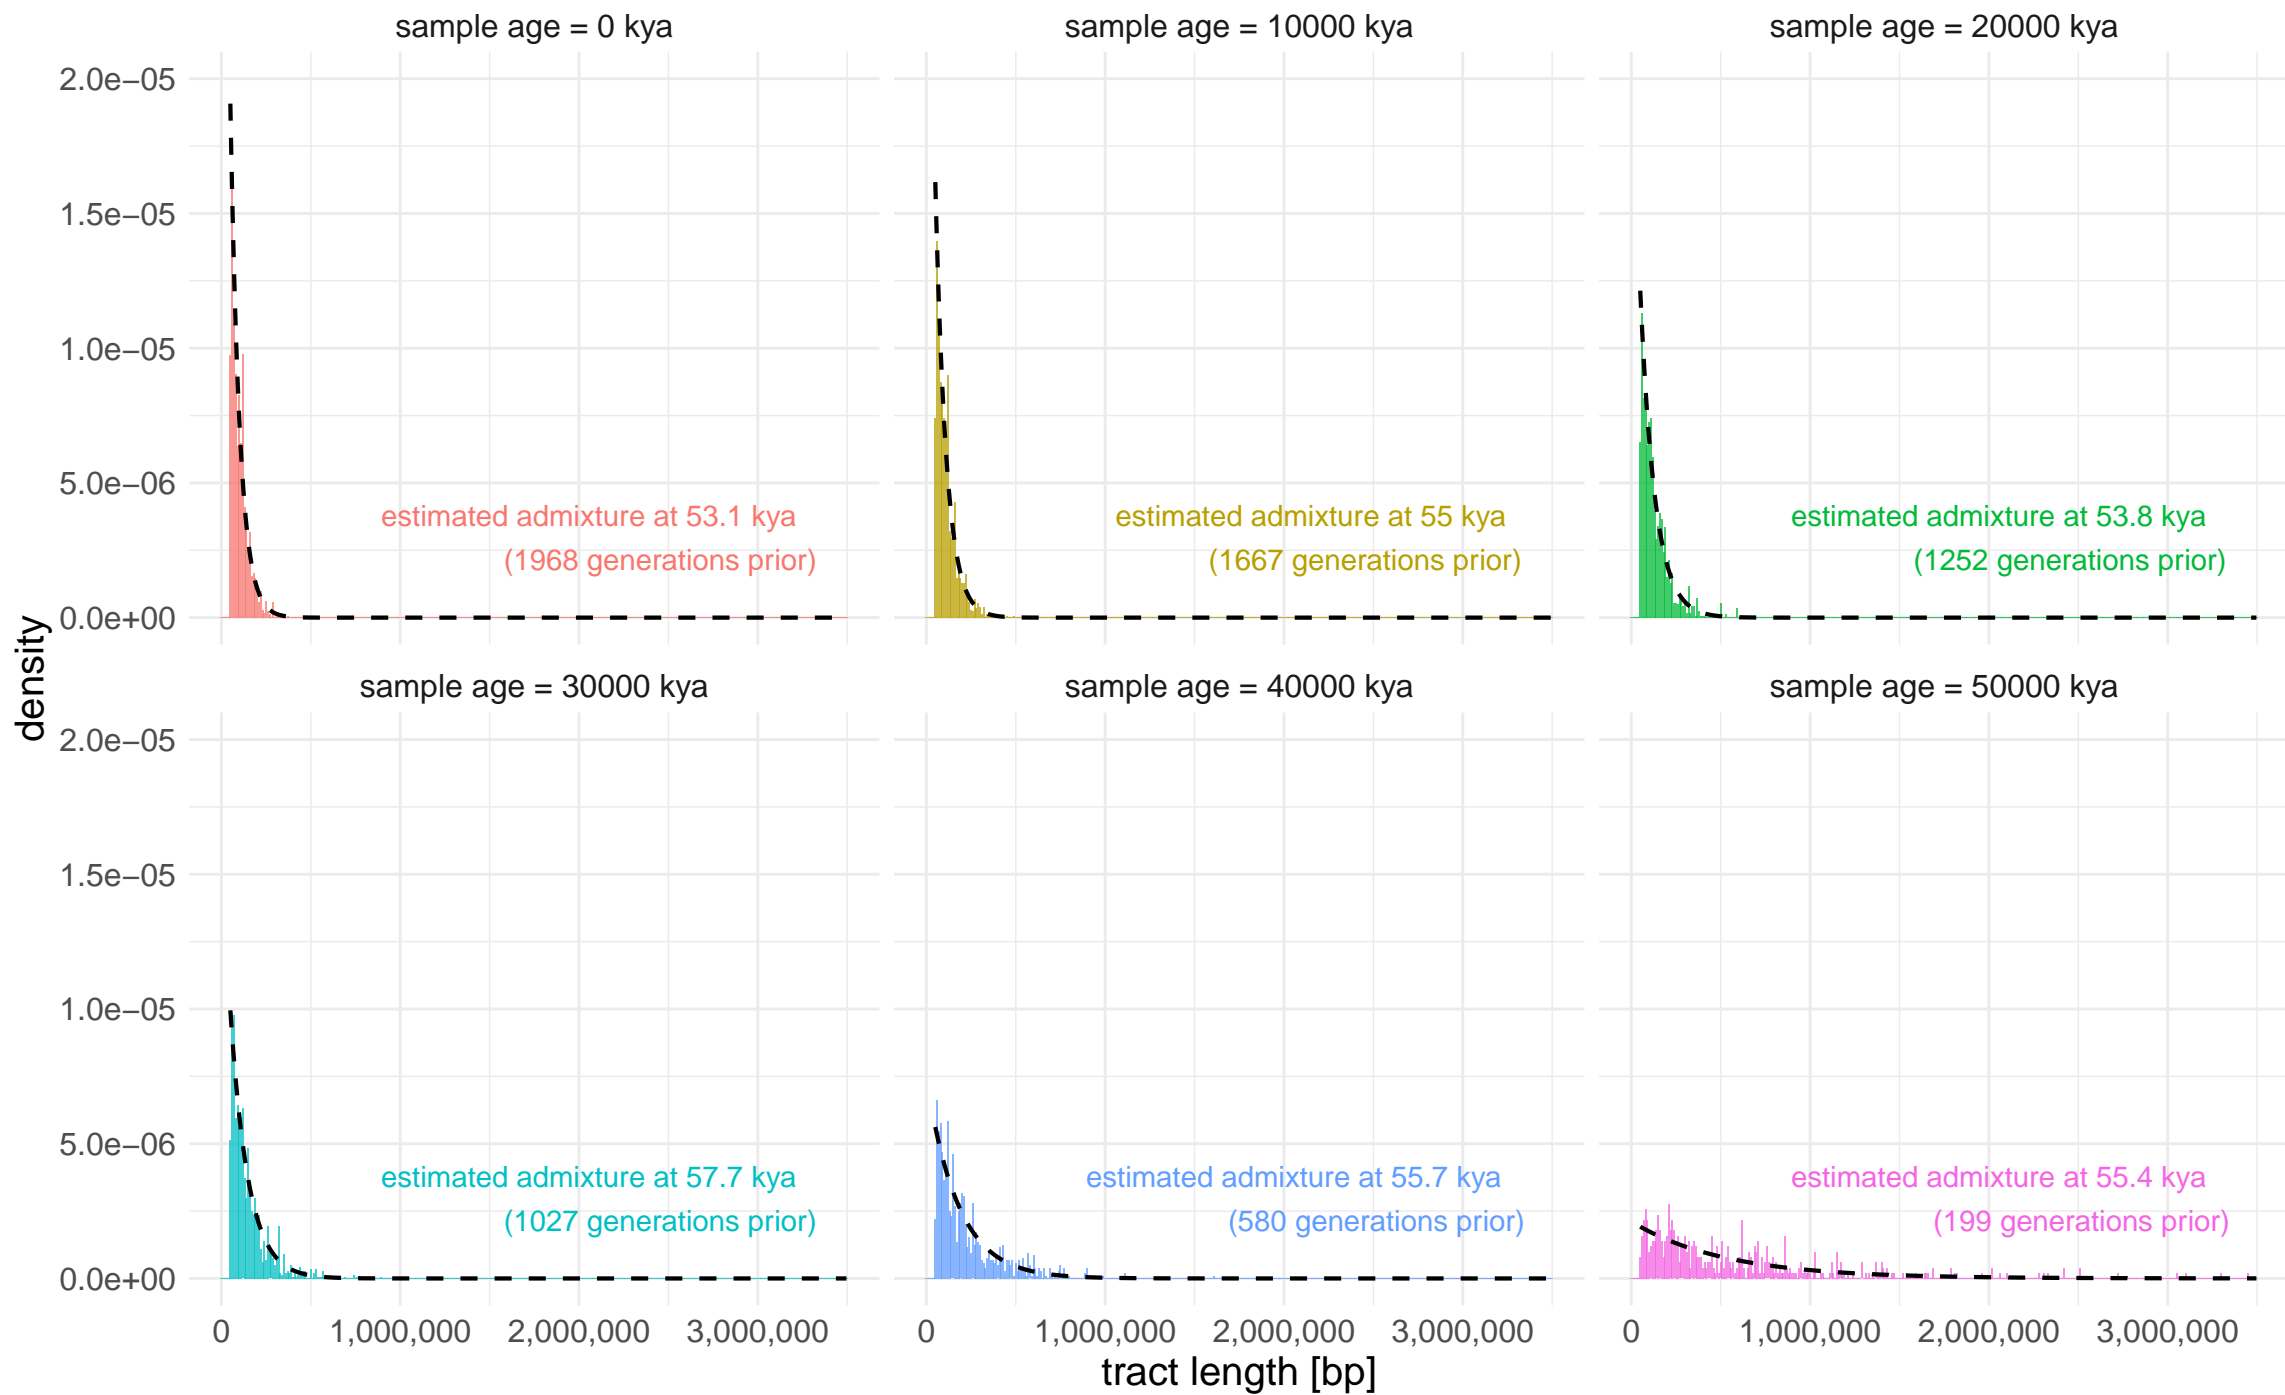 sample age = 0 kya
sample age = 10000 kya
sample age = 20000 kya
2.0e−05
1.5e−05
1.0e−05
5.0e−06
0.0e+00
estimated admixture at 53.1 kya
(1968 generations prior)
estimated admixture at 55 kya
(1667 generations prior)
estimated admixture at 53.8 kya
(1252 generations prior)
density
sample age = 30000 kya
sample age = 40000 kya
sample age = 50000 kya
2.0e−05
1.5e−05
1.0e−05
5.0e−06
0.0e+00
estimated admixture at 57.7 kya
(1027 generations prior)
estimated admixture at 55.7 kya
(580 generations prior)
estimated admixture at 55.4 kya
(199 generations prior)
0 1,000,000 2,000,000 3,000,000
0 1,000,000 2,000,000 3,000,000
0 1,000,000 2,000,000 3,000,000
tract length [bp]